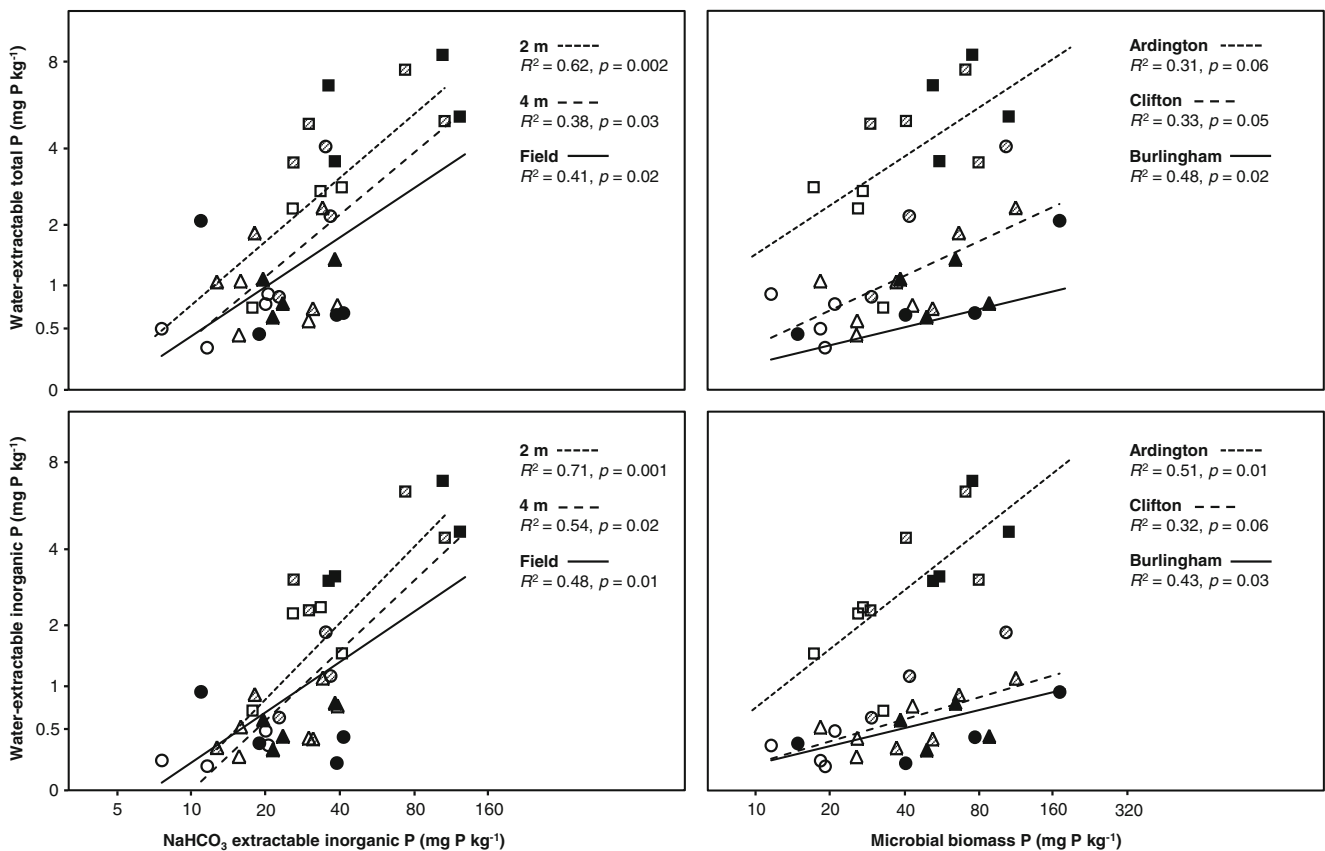 Water-extractable total P (mg P kg-1)
8
4
2
1
0.5
0
2 m
R² = 0.62, p = 0.002
4 m
R² = 0.38, p = 0.03
Field
R² = 0.41, p = 0.02
Ardington
R² = 0.31, p = 0.06
Clifton
R² = 0.33, p = 0.05
Burlingham
R² = 0.48, p = 0.02
Water-extractable inorganic P (mg P kg-1)
8
4
2
1
0.5
0
2 m
R² = 0.71, p = 0.001
4 m
R² = 0.54, p = 0.02
Field
R² = 0.48, p = 0.01
5 10 20 40 80 160
NaHCO3 extractable inorganic P (mg P kg-1)
Ardington
R² = 0.51, p = 0.01
Clifton
R² = 0.32, p = 0.06
Burlingham
R² = 0.43, p = 0.03
10 20 40 80 160 320
Microbial biomass P (mg P kg-1)